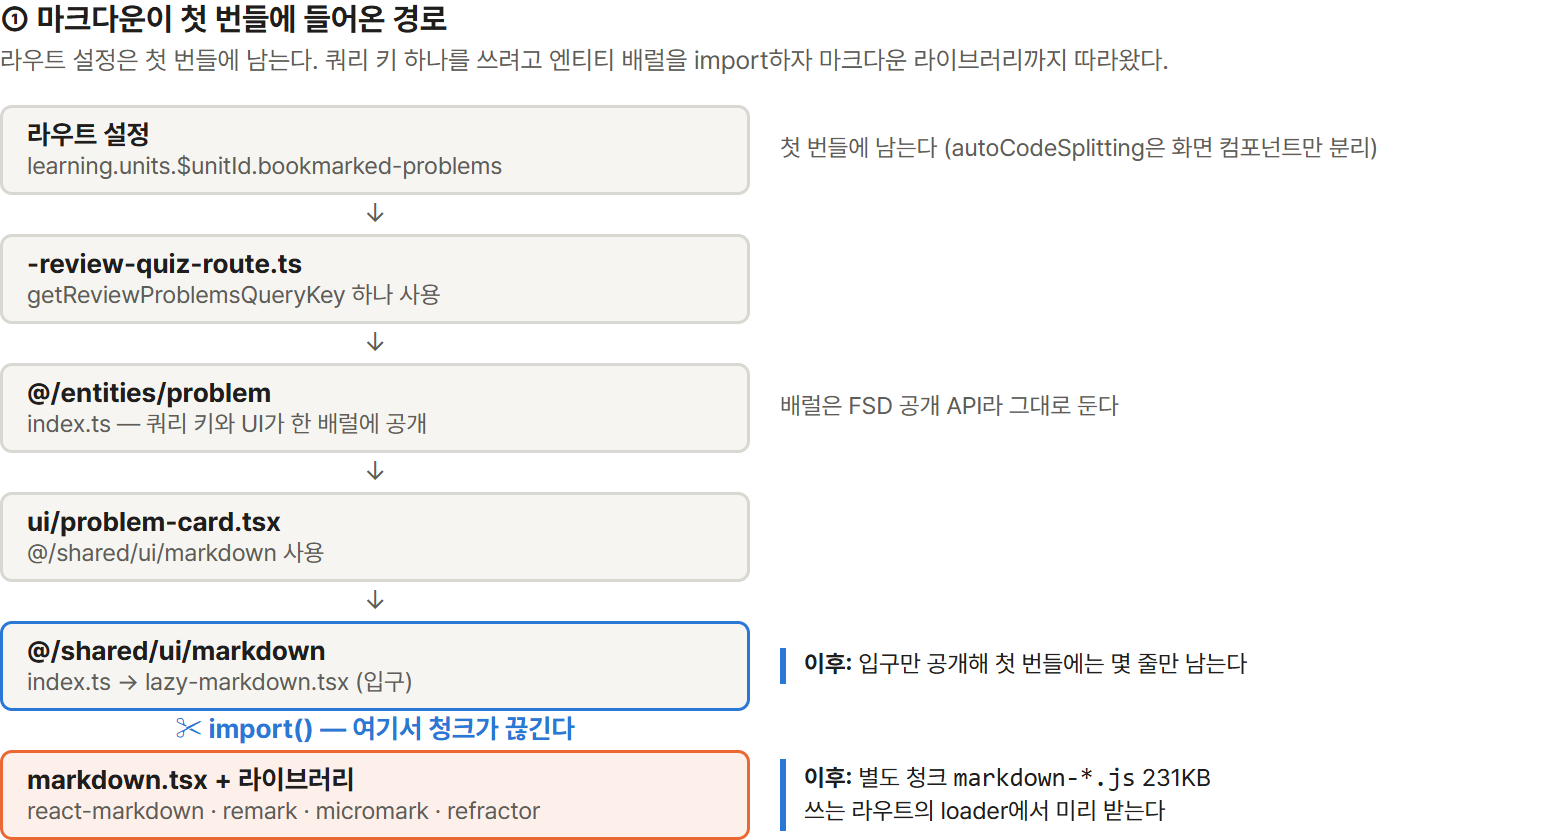 ① 마크다운이 첫 번들에 들어온 경로
라우트 설정은 첫 번들에 남는다. 쿼리 키 하나를 쓰려고 엔티티 배럴을 import하자 마크다운 라이브러리까지 따라왔다.
라우트 설정
learning.units.$unitId.bookmarked-problems
첫 번들에 남는다 (autoCodeSplitting은 화면 컴포넌트만 분리)
↓
-review-quiz-route.ts
getReviewProblemsQueryKey 하나 사용
↓
@/entities/problem
index.ts — 쿼리 키와 UI가 한 배럴에 공개
배럴은 FSD 공개 API라 그대로 둔다
↓
ui/problem-card.tsx
@/shared/ui/markdown 사용
↓
@/shared/ui/markdown
index.ts → lazy-markdown.tsx (입구)
이후: 입구만 공개해 첫 번들에는 몇 줄만 남는다
✂ import() — 여기서 청크가 끊긴다
markdown.tsx + 라이브러리
react-markdown · remark · micromark · refractor
이후: 별도 청크 markdown-*.js 231KB
쓰는 라우트의 loader에서 미리 받는다